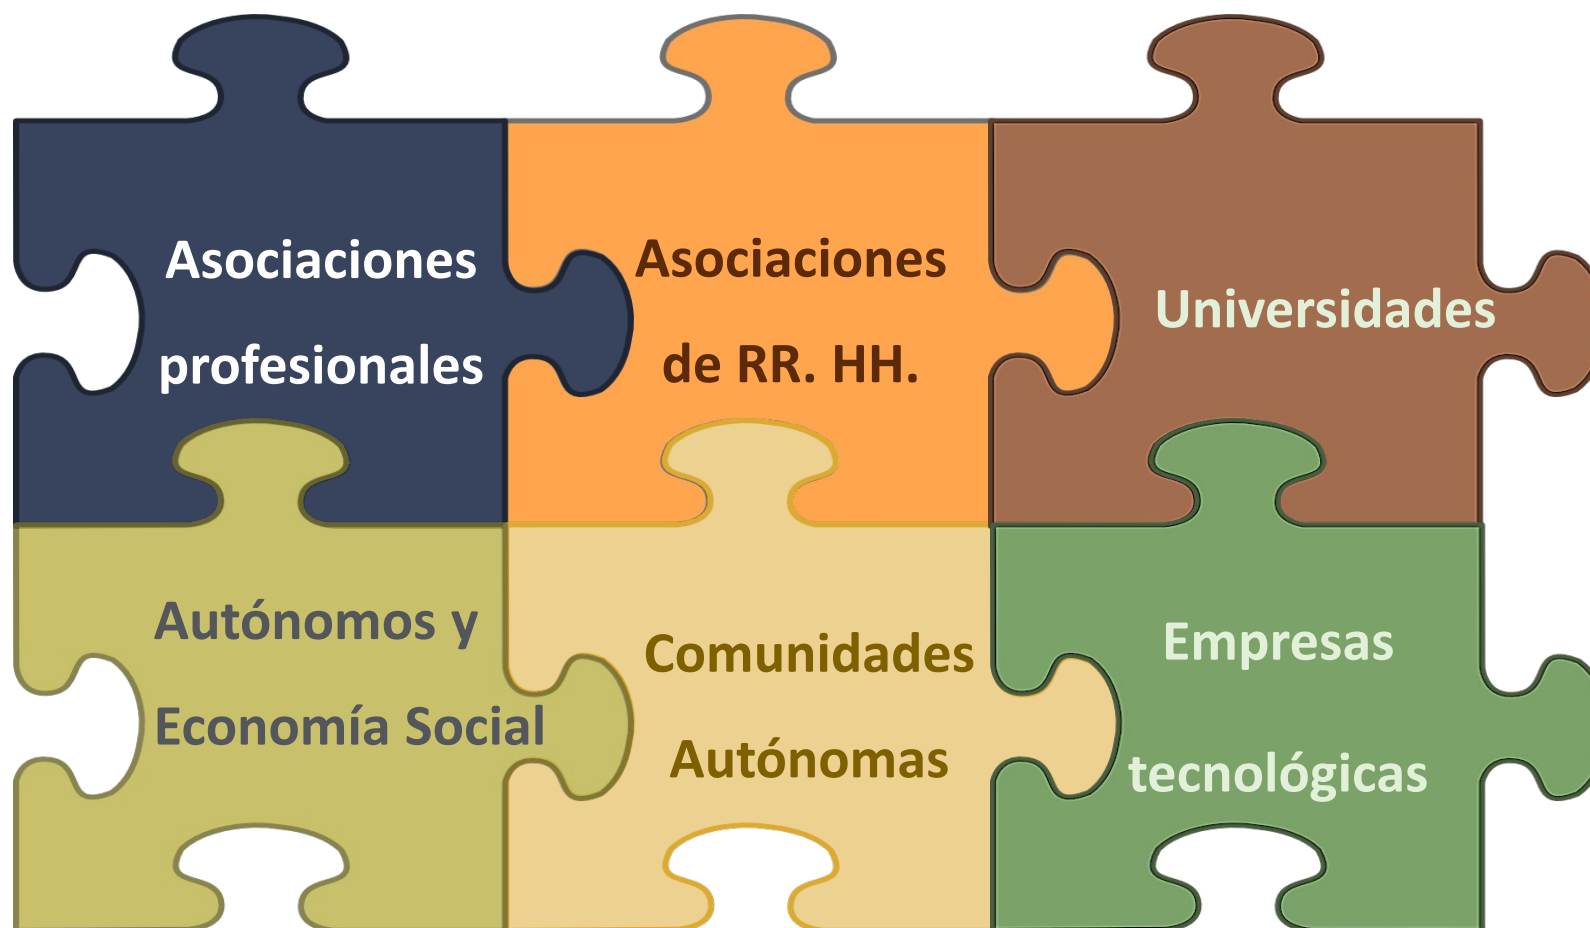 Asociaciones
profesionales
Asociaciones
de RR. HH.
Universidades
Autónomos y
Economía Social
Comunidades
Autónomas
Empresas
tecnológicas